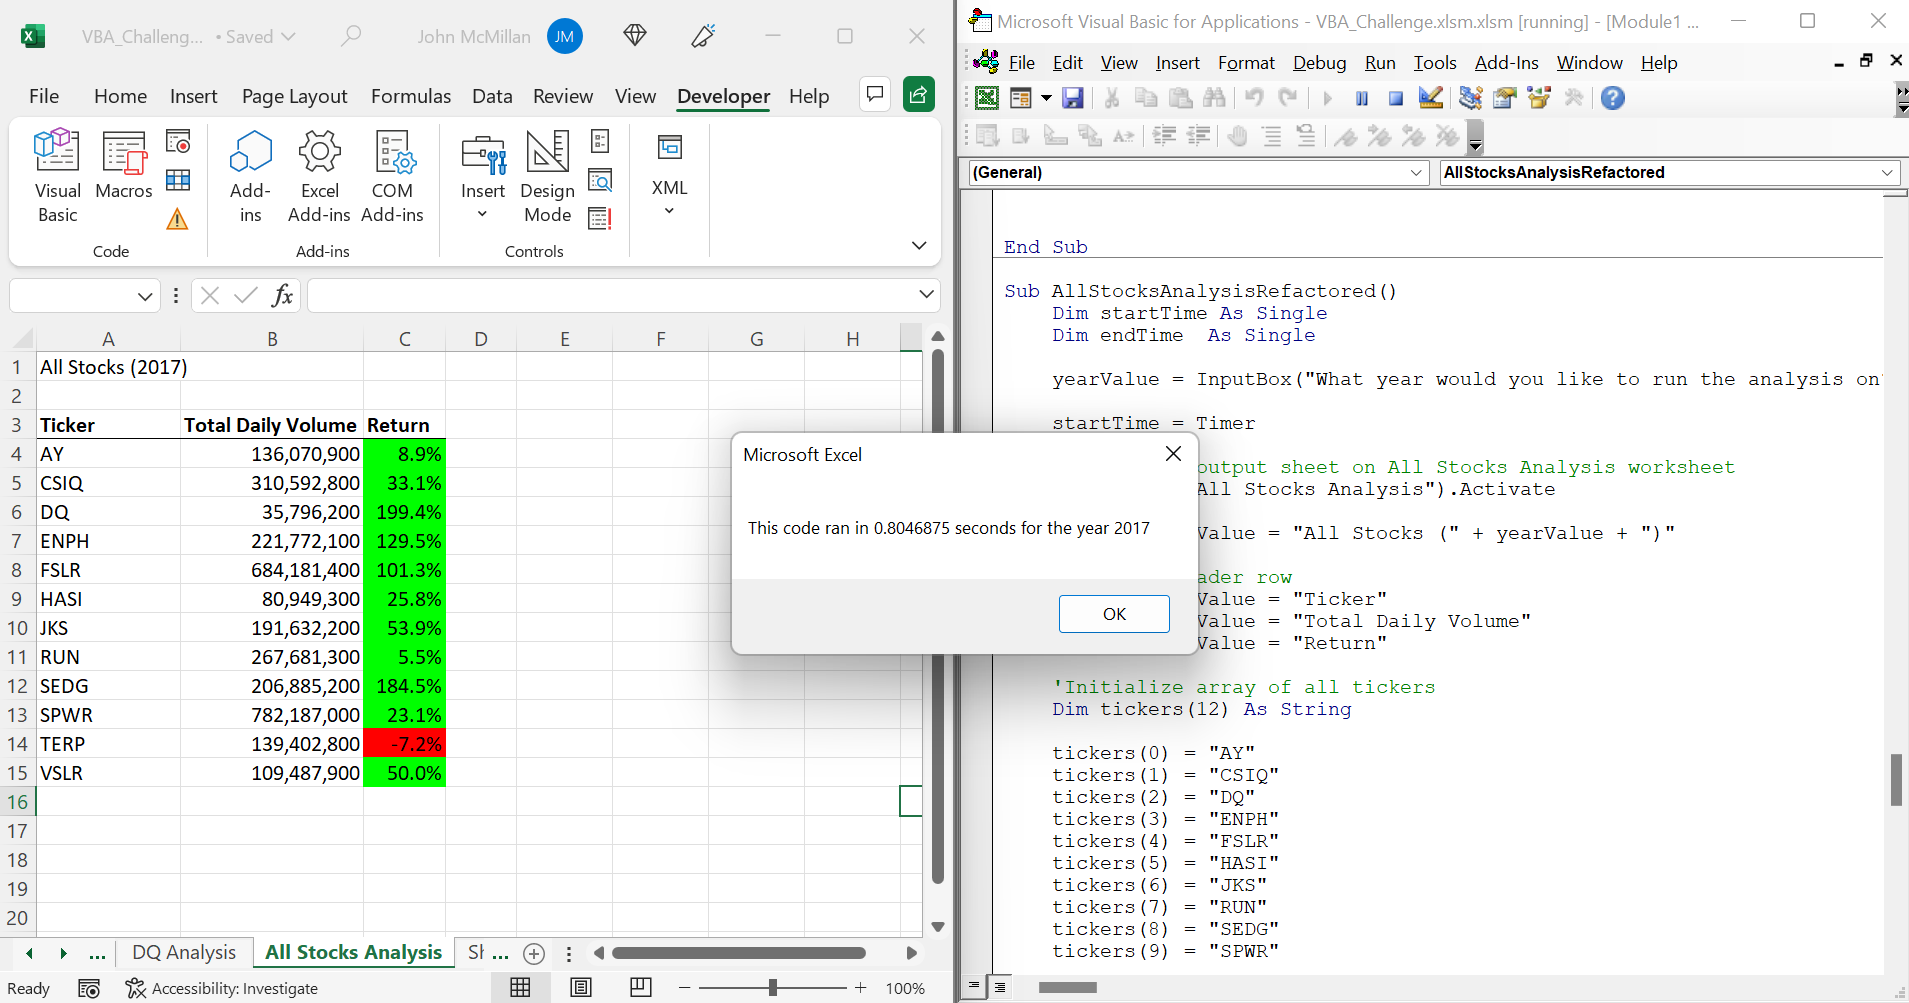 VBA_Challeng... • Saved
John McMillan
JM
File Home Insert Page Layout Formulas Data Review View Developer Help
Visual Basic
Macros
Add-ins
Excel Add-ins
COM Add-ins
Insert
Design Mode
XML
Code
Add-ins
Controls
fx
A B C D E F G H
1 All Stocks (2017)
2
3 Ticker Total Daily Volume Return
4 AY 136,070,900 8.9%
5 CSIQ 310,592,800 33.1%
6 DQ 35,796,200 199.4%
7 ENPH 221,772,100 129.5%
8 FSLR 684,181,400 101.3%
9 HASI 80,949,300 25.8%
10 JKS 191,632,200 53.9%
11 RUN 267,681,300 5.5%
12 SEDG 206,885,200 184.5%
13 SPWR 782,187,000 23.1%
14 TERP 139,402,800 -7.2%
15 VSLR 109,487,900 50.0%
16
17
18
19
20
... DQ Analysis All Stocks Analysis Sh ...
Ready
Accessibility: Investigate
100%
Microsoft Excel
This code ran in 0.8046875 seconds for the year 2017
OK
Microsoft Visual Basic for Applications - VBA_Challenge.xlsm.xlsm [running] - [Module1 ...
File Edit View Insert Format Debug Run Tools Add-Ins Window Help
(General)
AllStocksAnalysisRefactored
End Sub
Sub AllStocksAnalysisRefactored()
Dim startTime As Single
Dim endTime  As Single
yearValue = InputBox("What year would you like to run the analysis on
startTime = Timer
output sheet on All Stocks Analysis worksheet
All Stocks Analysis").Activate
Value = "All Stocks (" + yearValue + ")"
ader row
Value = "Ticker"
Value = "Total Daily Volume"
Value = "Return"
'Initialize array of all tickers
Dim tickers(12) As String
tickers(0) = "AY"
tickers(1) = "CSIQ"
tickers(2) = "DQ"
tickers(3) = "ENPH"
tickers(4) = "FSLR"
tickers(5) = "HASI"
tickers(6) = "JKS"
tickers(7) = "RUN"
tickers(8) = "SEDG"
tickers(9) = "SPWR"